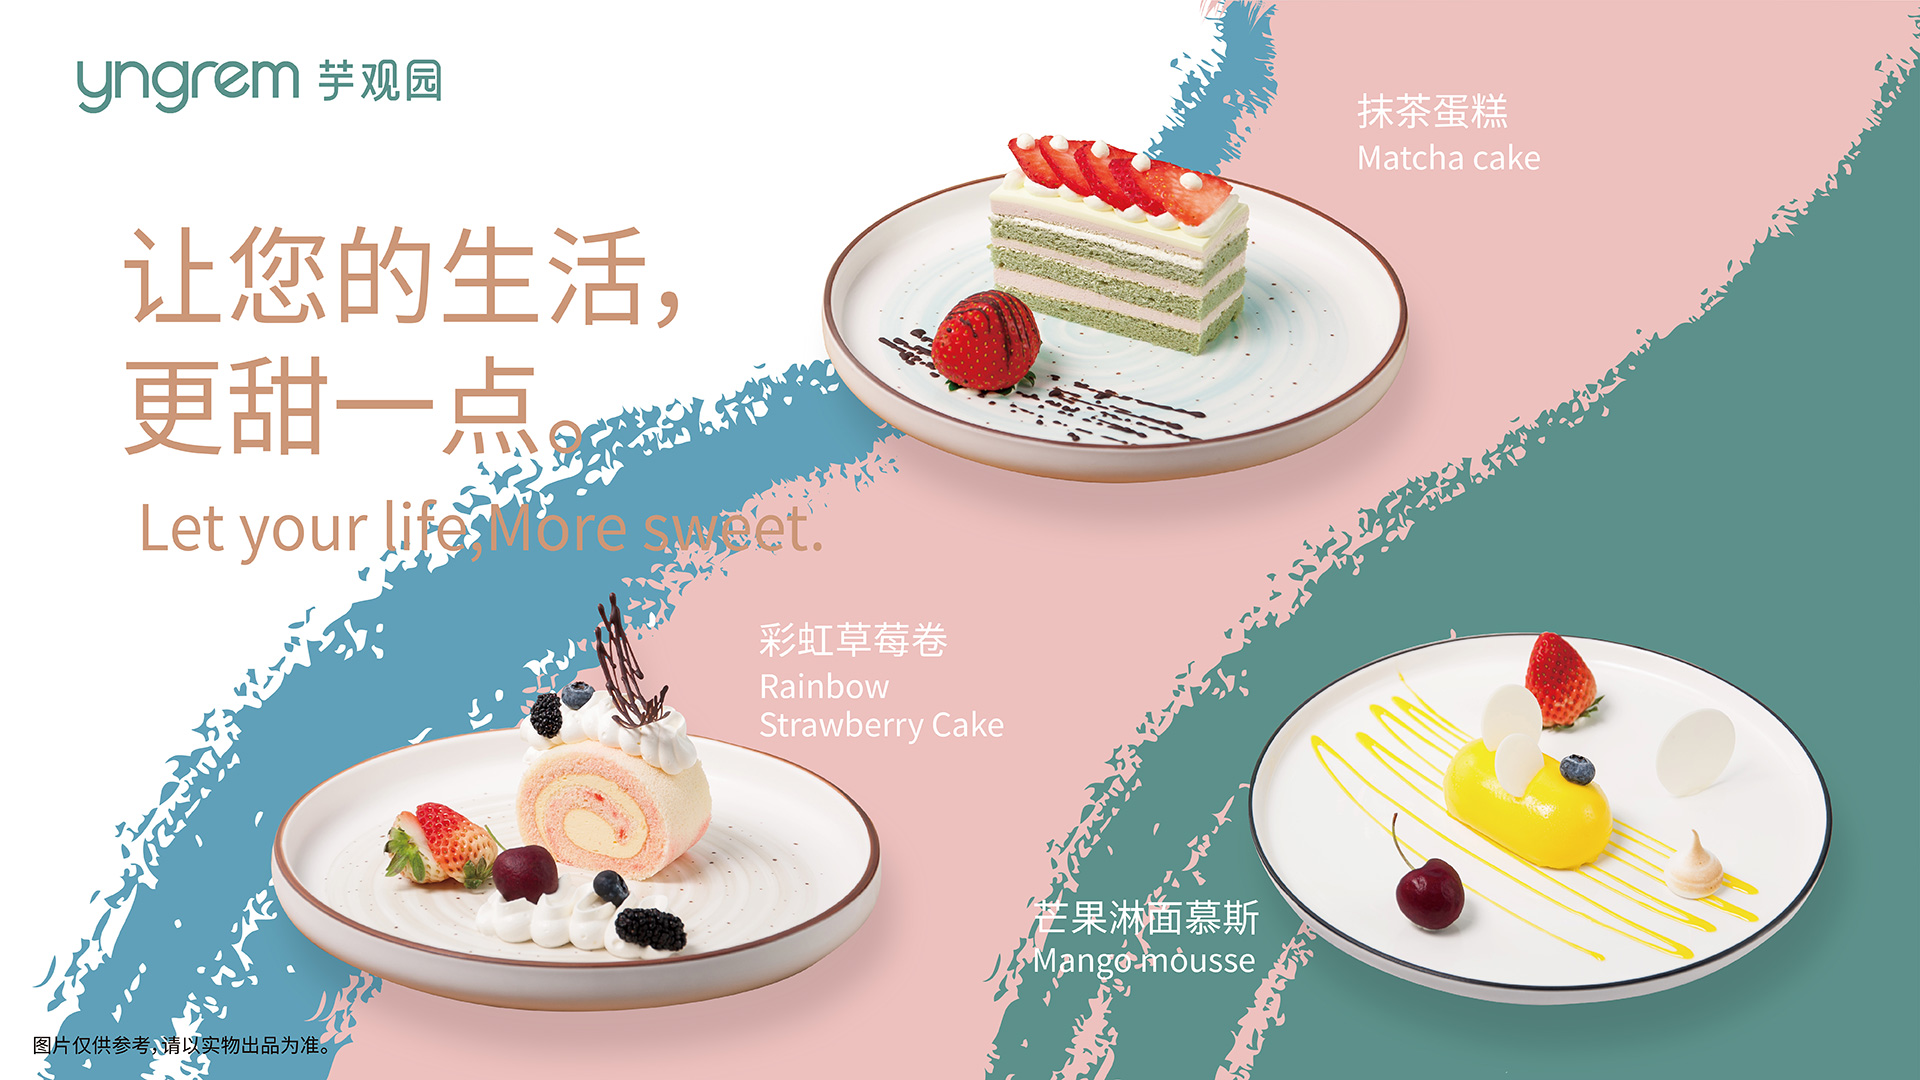 yngrem 芋观园
让您的生活，
更甜一点。
Let your life,More sweet.
抹茶蛋糕
Matcha cake
彩虹草莓卷
Rainbow
Strawberry Cake
芒果淋面慕斯
Mango mousse
图片仅供参考，请以实物出品为准。